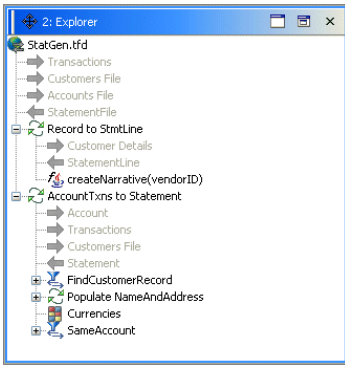 2: Explorer
StatGen.tfd
Transactions
Customers File
Accounts File
StatementFile
Record to StmtLine
Customer Details
StatementLine
createNarrative(vendorID)
AccountTxns to Statement
Account
Transactions
Customers File
Statement
FindCustomerRecord
Populate NameAndAddress
Currencies
SameAccount